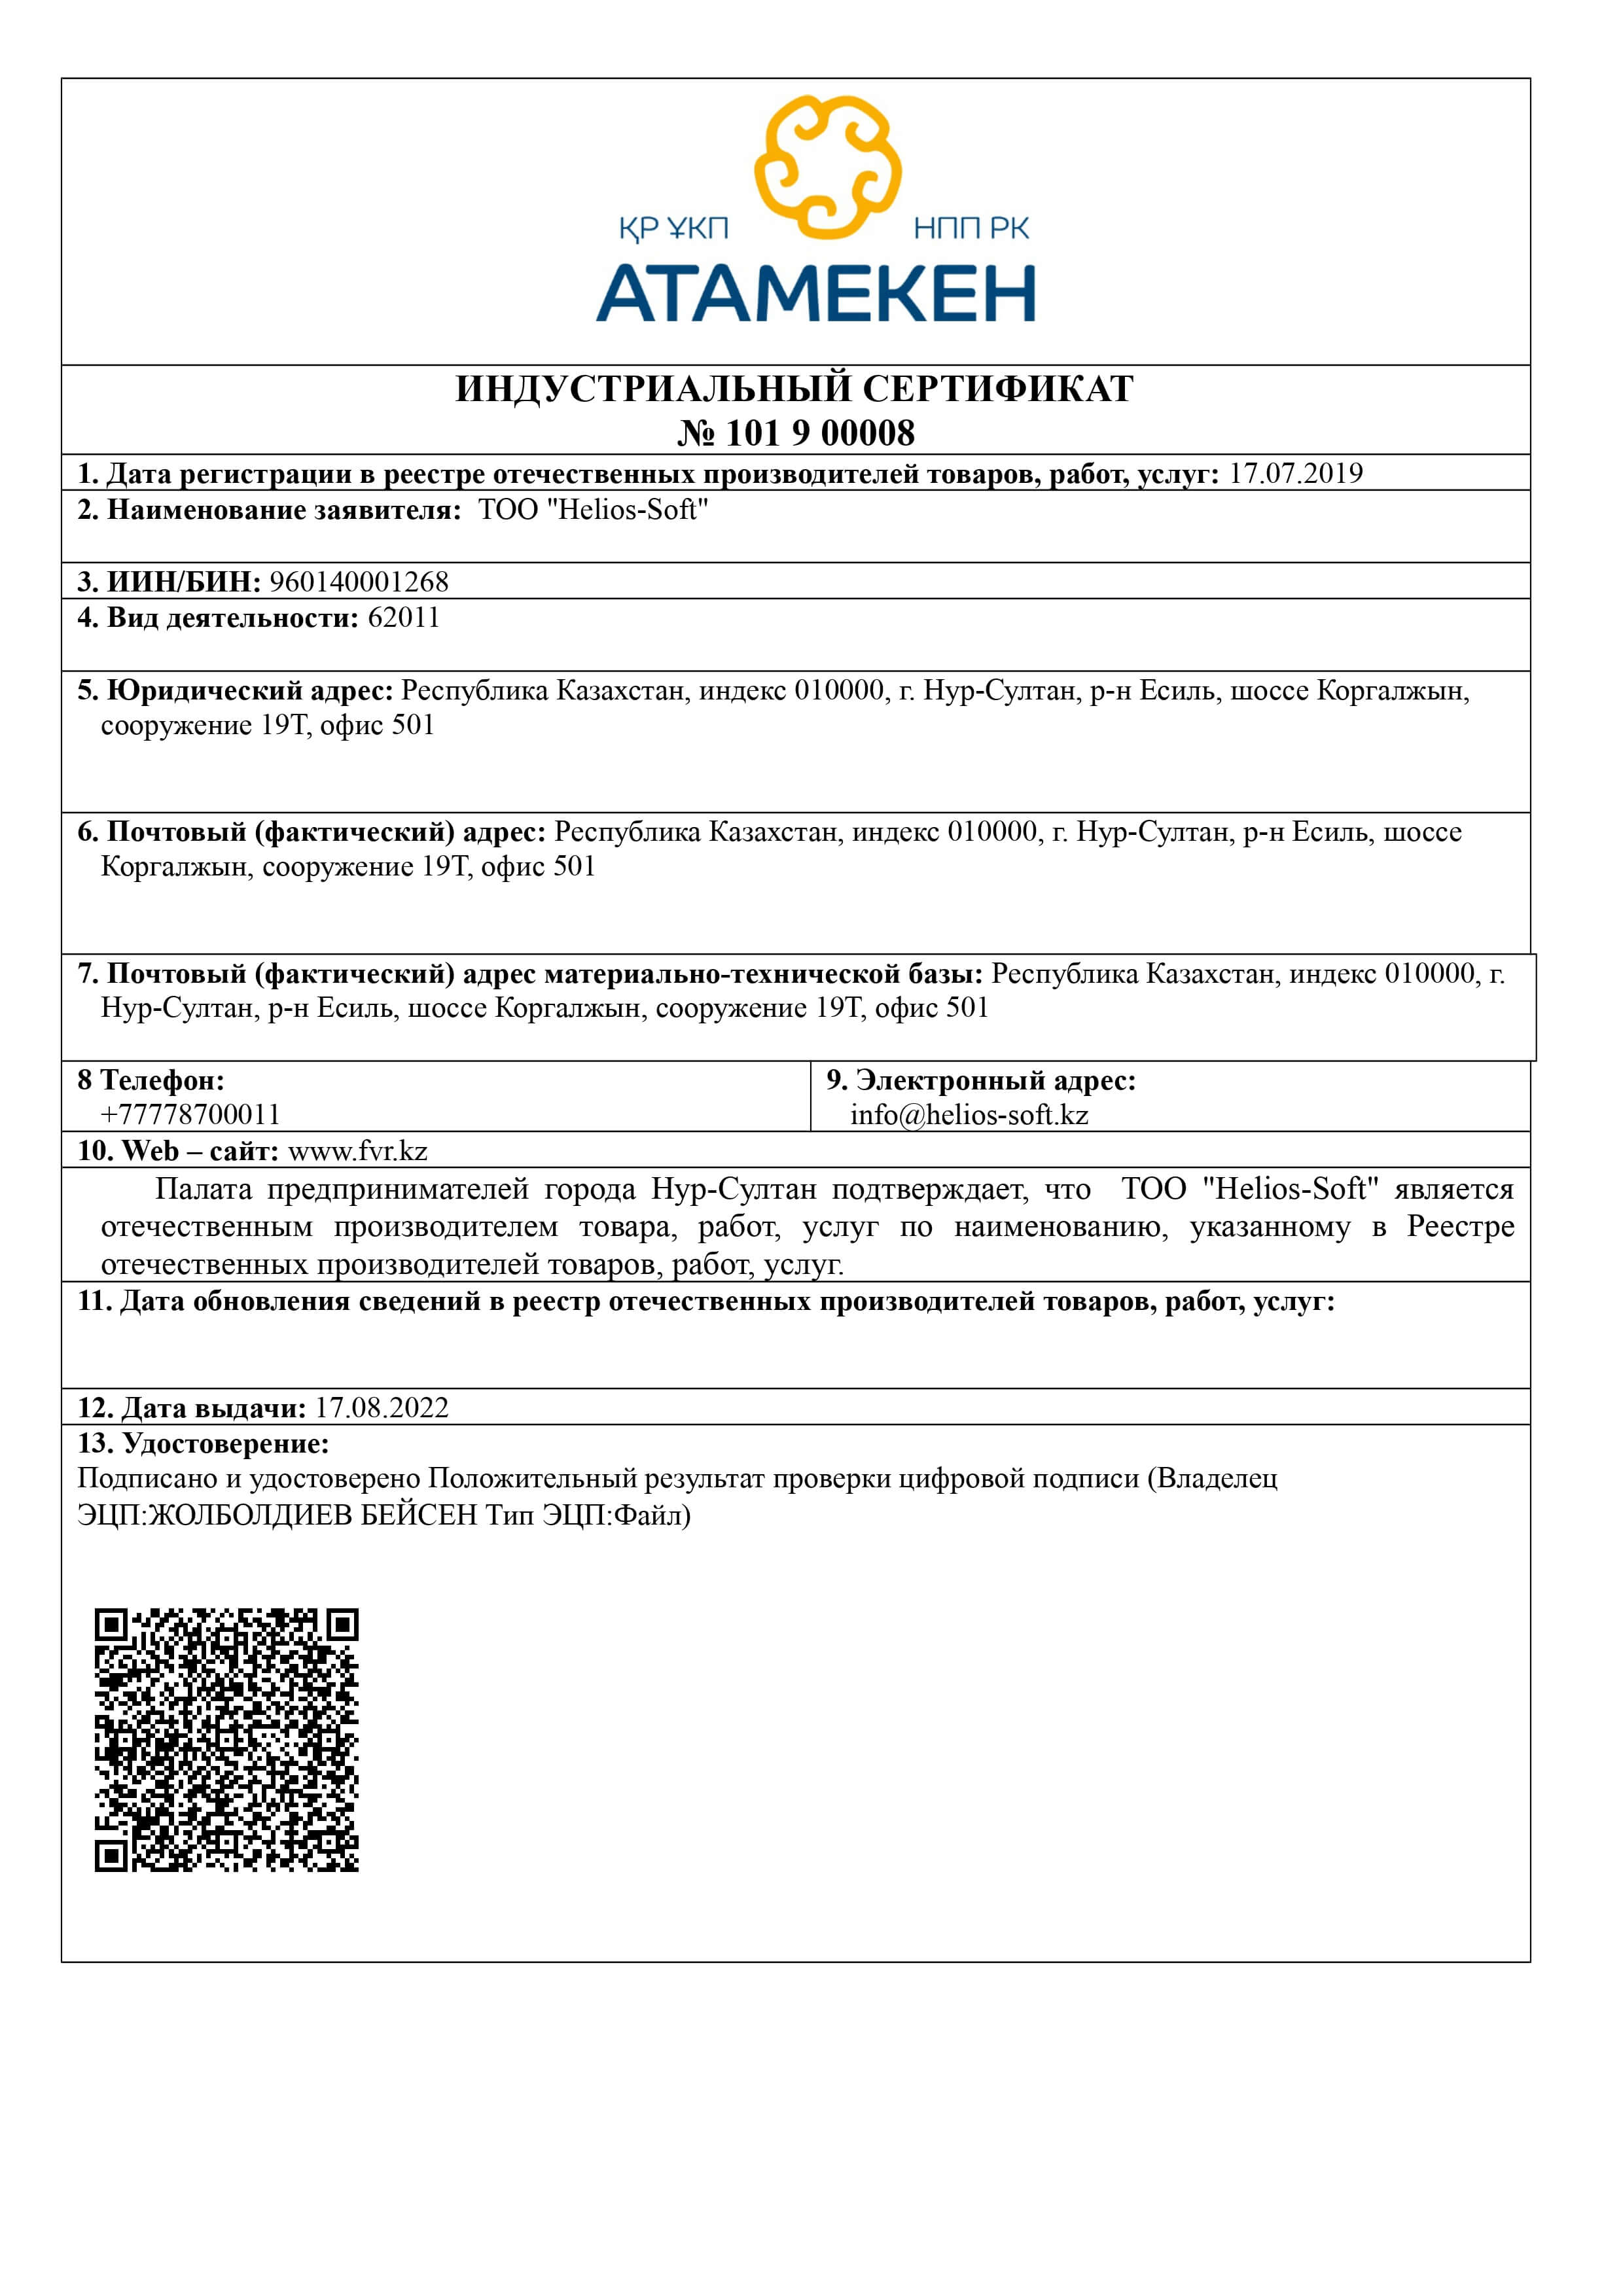 ҚР ҰКП НПП РК
АТАМЕКЕН
ИНДУСТРИАЛЬНЫЙ СЕРТИФИКАТ
№ 101 9 00008
1. Дата регистрации в реестре отечественных производителей товаров, работ, услуг: 17.07.2019
2. Наименование заявителя: ТОО "Helios-Soft"
3. ИИН/БИН: 960140001268
4. Вид деятельности: 62011
5. Юридический адрес: Республика Казахстан, индекс 010000, г. Нур-Султан, р-н Есиль, шоссе Коргалжын,
сооружение 19Т, офис 501
6. Почтовый (фактический) адрес: Республика Казахстан, индекс 010000, г. Нур-Султан, р-н Есиль, шоссе
Коргалжын, сооружение 19Т, офис 501
7. Почтовый (фактический) адрес материально-технической базы: Республика Казахстан, индекс 010000, г.
Нур-Султан, р-н Есиль, шоссе Коргалжын, сооружение 19Т, офис 501
8 Телефон:
+77778700011
9. Электронный адрес:
info@helios-soft.kz
10. Web – сайт: www.fvr.kz
Палата предпринимателей города Нур-Султан подтверждает, что ТОО "Helios-Soft" является
отечественным производителем товара, работ, услуг по наименованию, указанному в Реестре
отечественных производителей товаров, работ, услуг.
11. Дата обновления сведений в реестр отечественных производителей товаров, работ, услуг:
12. Дата выдачи: 17.08.2022
13. Удостоверение:
Подписано и удостоверено Положительный результат проверки цифровой подписи (Владелец
ЭЦП:ЖОЛБОЛДИЕВ БЕЙСЕН Тип ЭЦП:Файл)